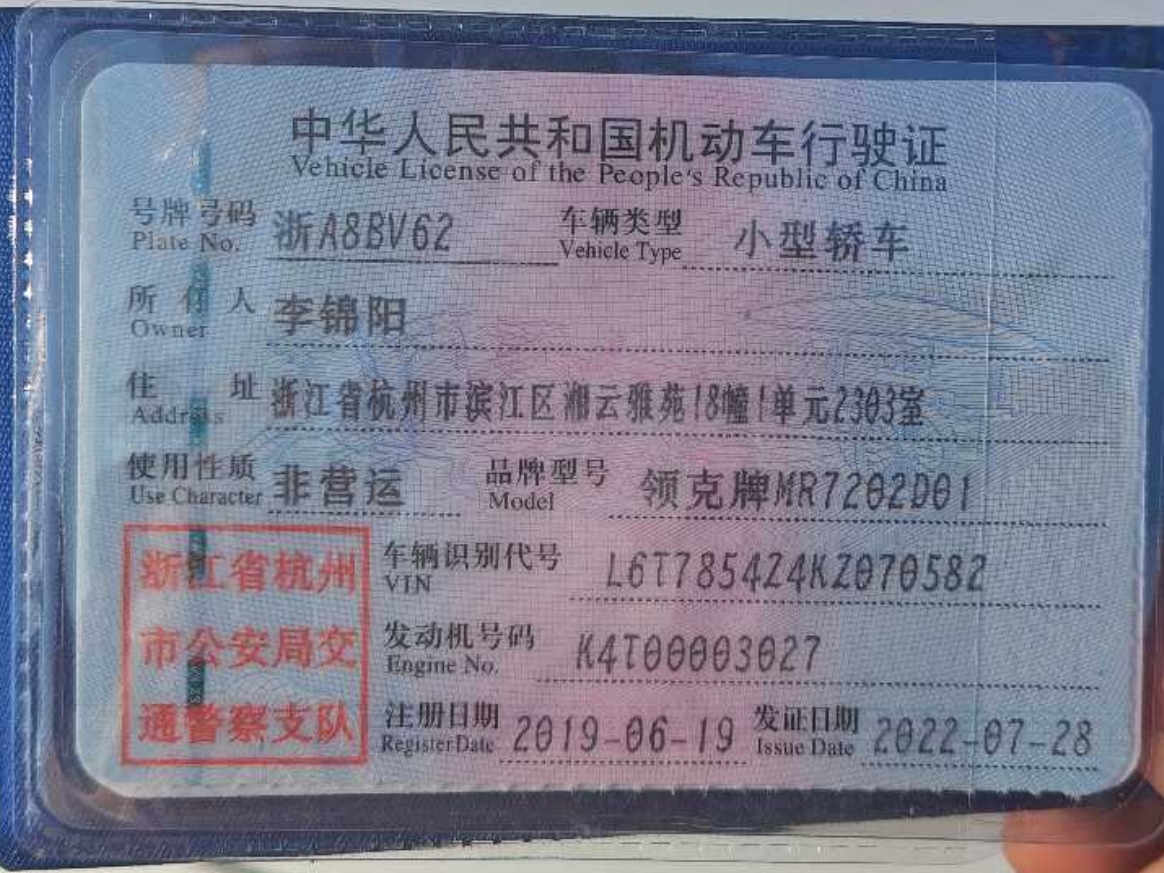 中华人民共和国机动车行驶证
Vehicle License of the People's Republic of China
号牌号码 浙A8BV62 车辆类型 小型轿车
Plate No. Vehicle Type
所有人 李锦阳
Owner
住址 浙江省杭州市滨江区湘云雅苑18幢1单元2303室
Address
使用性质 非营运 品牌型号 领克牌MR7202D01
Use Character Model
浙江省杭州 车辆识别代号 L6T7854Z4KZ070582
VIN
市公安局交 发动机号码 K4T00003027
Engine No.
通警察支队 注册日期 2019-06-19 发证日期 2022-07-28
Register Date Issue Date